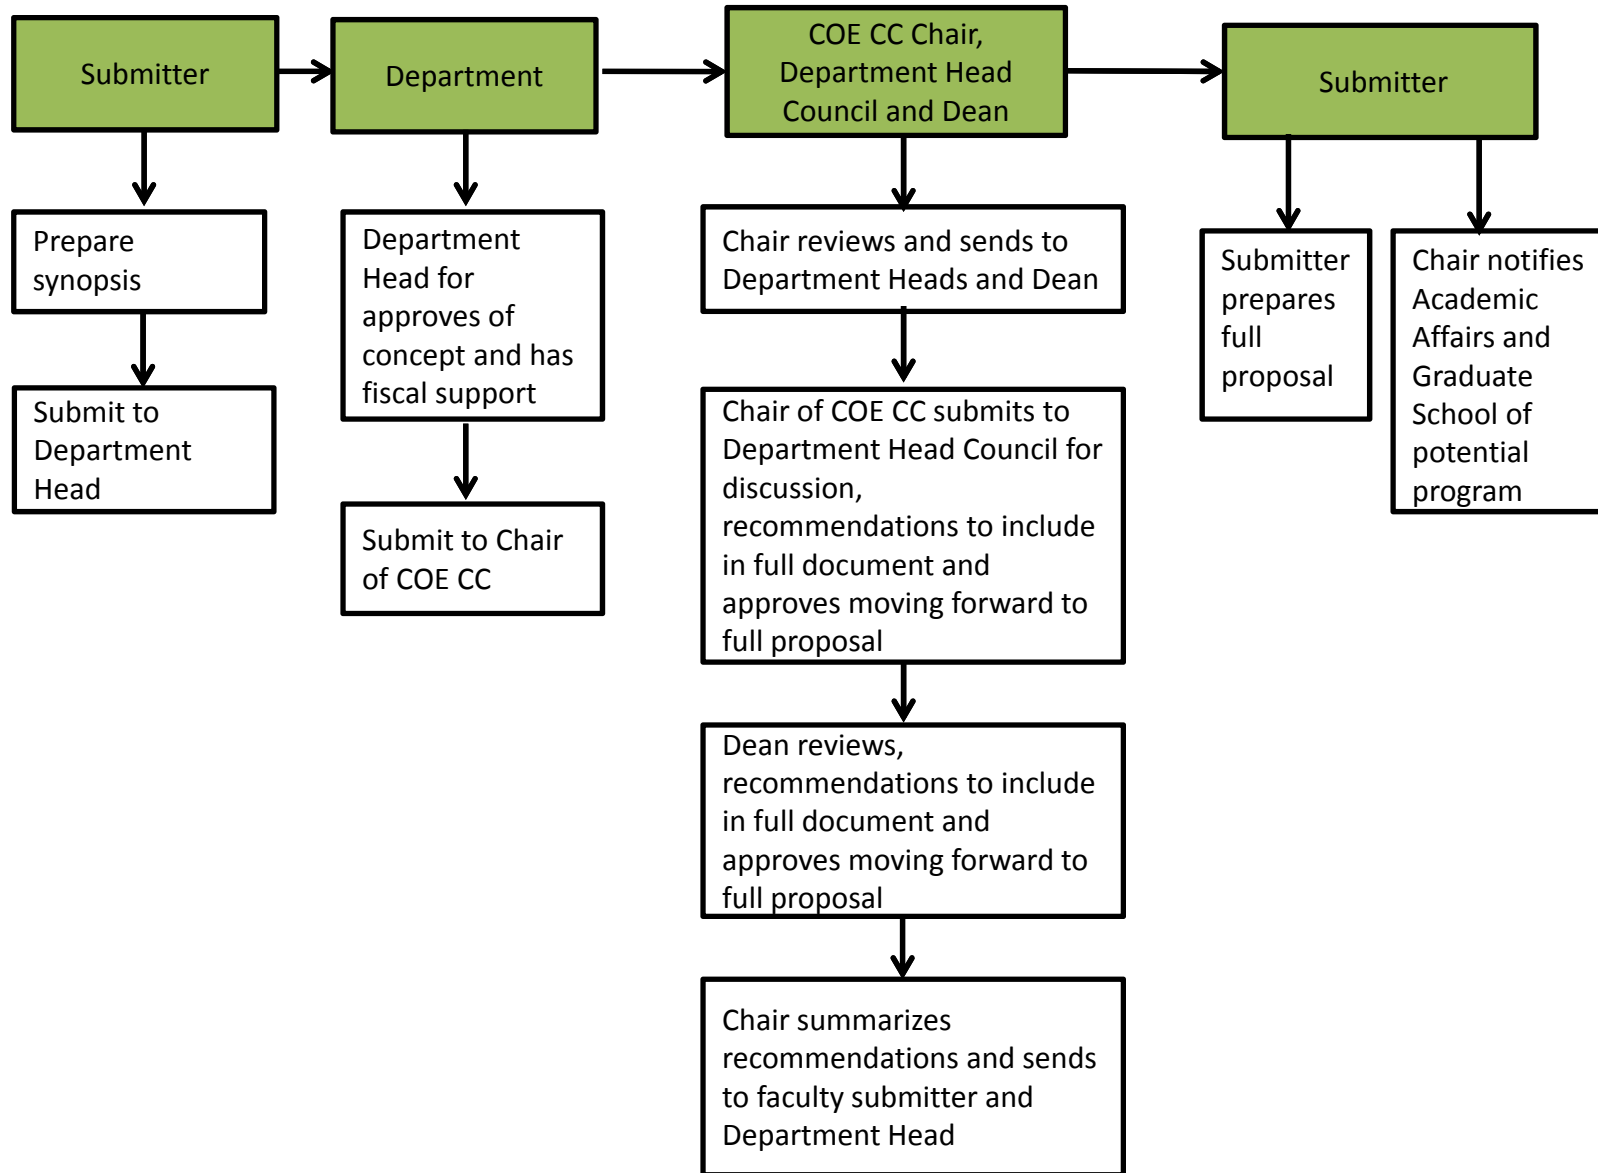 Submitter
Department
COE CC Chair,
Department Head
Council and Dean
Submitter
Prepare
synopsis
Submit to
Department
Head
Department
Head for
approves of
concept and has
fiscal support
Submit to Chair
of COE CC
Chair reviews and sends to
Department Heads and Dean
Chair of COE CC submits to
Department Head Council for
discussion,
recommendations to include
in full document and
approves moving forward to
full proposal
Dean reviews,
recommendations to include
in full document and
approves moving forward to
full proposal
Chair summarizes
recommendations and sends
to faculty submitter and
Department Head
Submitter
prepares
full
proposal
Chair notifies
Academic
Affairs and
Graduate
School of
potential
program